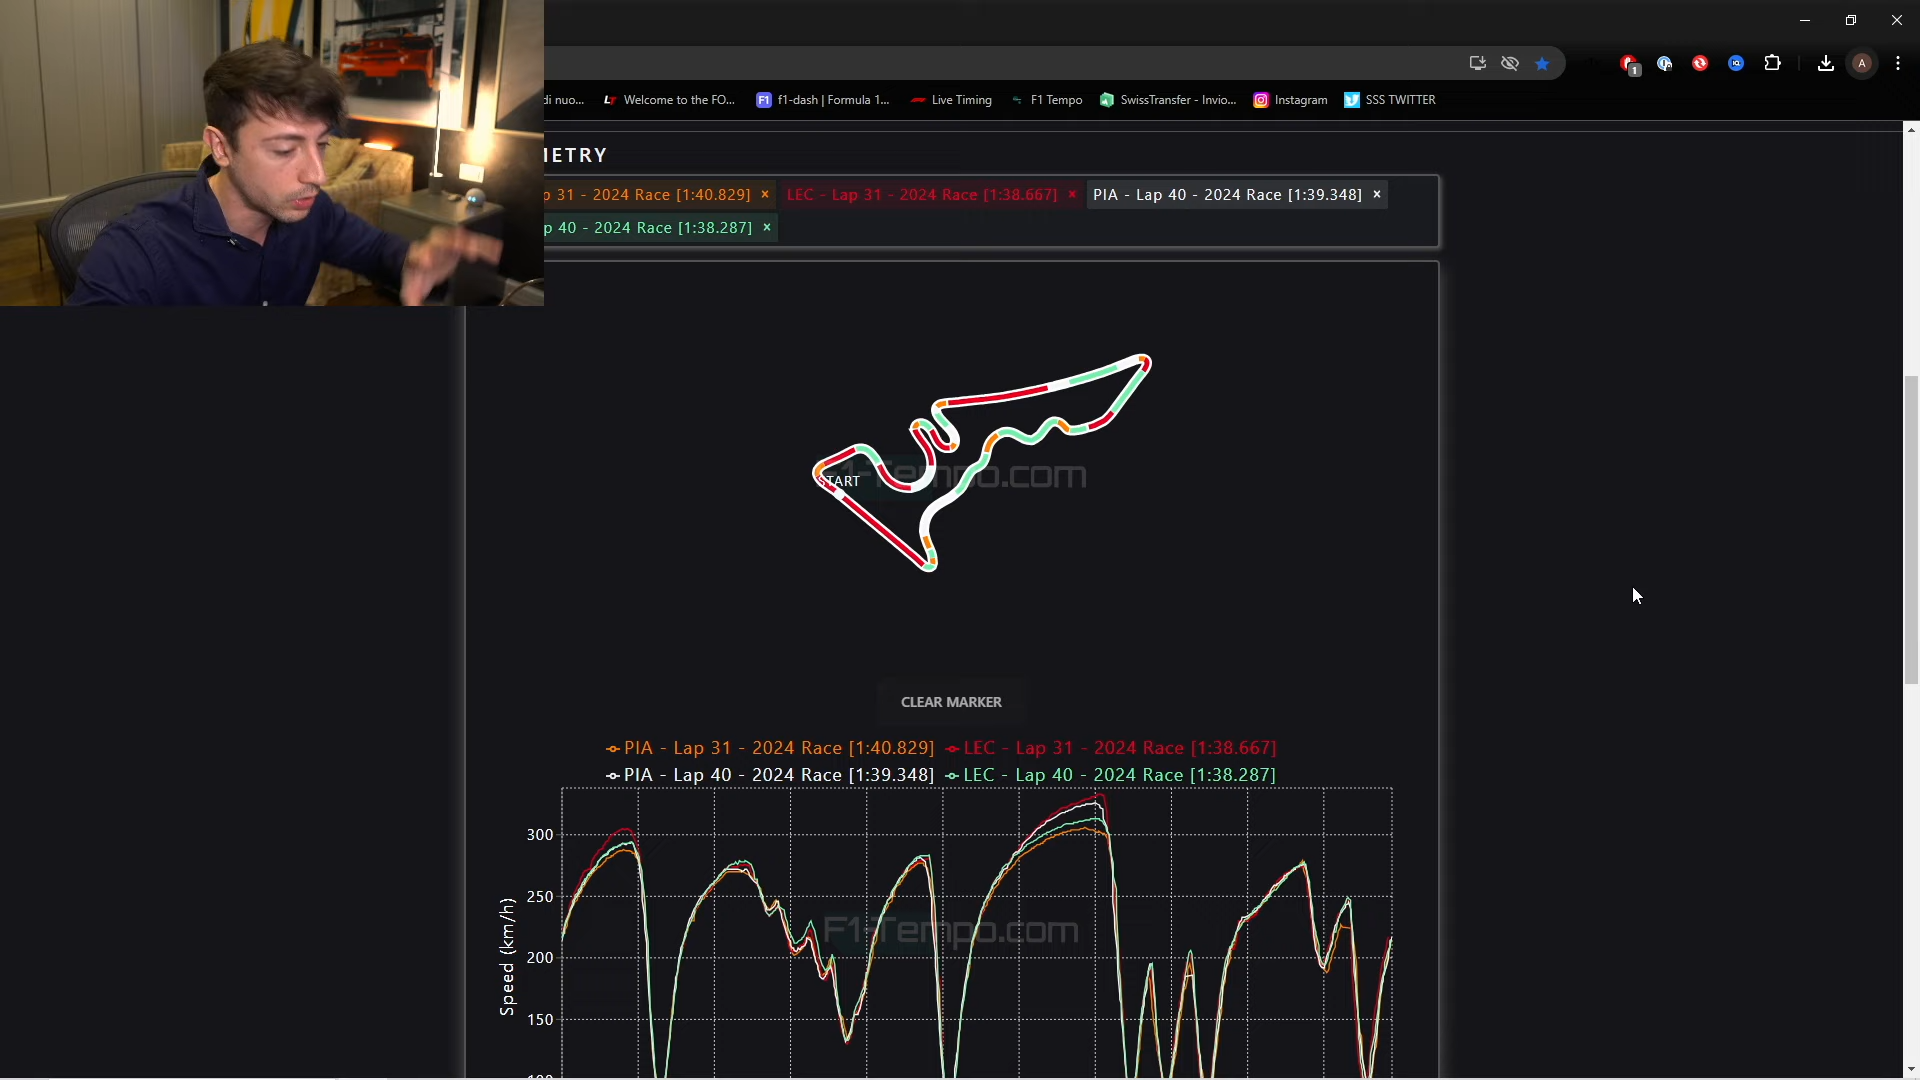 di nuo... Welcome to the FO... f1-dash | Formula 1... Live Timing F1 Tempo SwissTransfer - Invio... Instagram SSS TWITTER
1
A
IETRY
p 31 - 2024 Race [1:40.829] × LEC - Lap 31 - 2024 Race [1:38.667] × PIA - Lap 40 - 2024 Race [1:39.348] ×
p 40 - 2024 Race [1:38.287] ×
F1-Tempo.com
START
CLEAR MARKER
PIA - Lap 31 - 2024 Race [1:40.829] LEC - Lap 31 - 2024 Race [1:38.667]
PIA - Lap 40 - 2024 Race [1:39.348] LEC - Lap 40 - 2024 Race [1:38.287]
300
250
200
150
100
Speed (km/h)
F1-Tempo.com